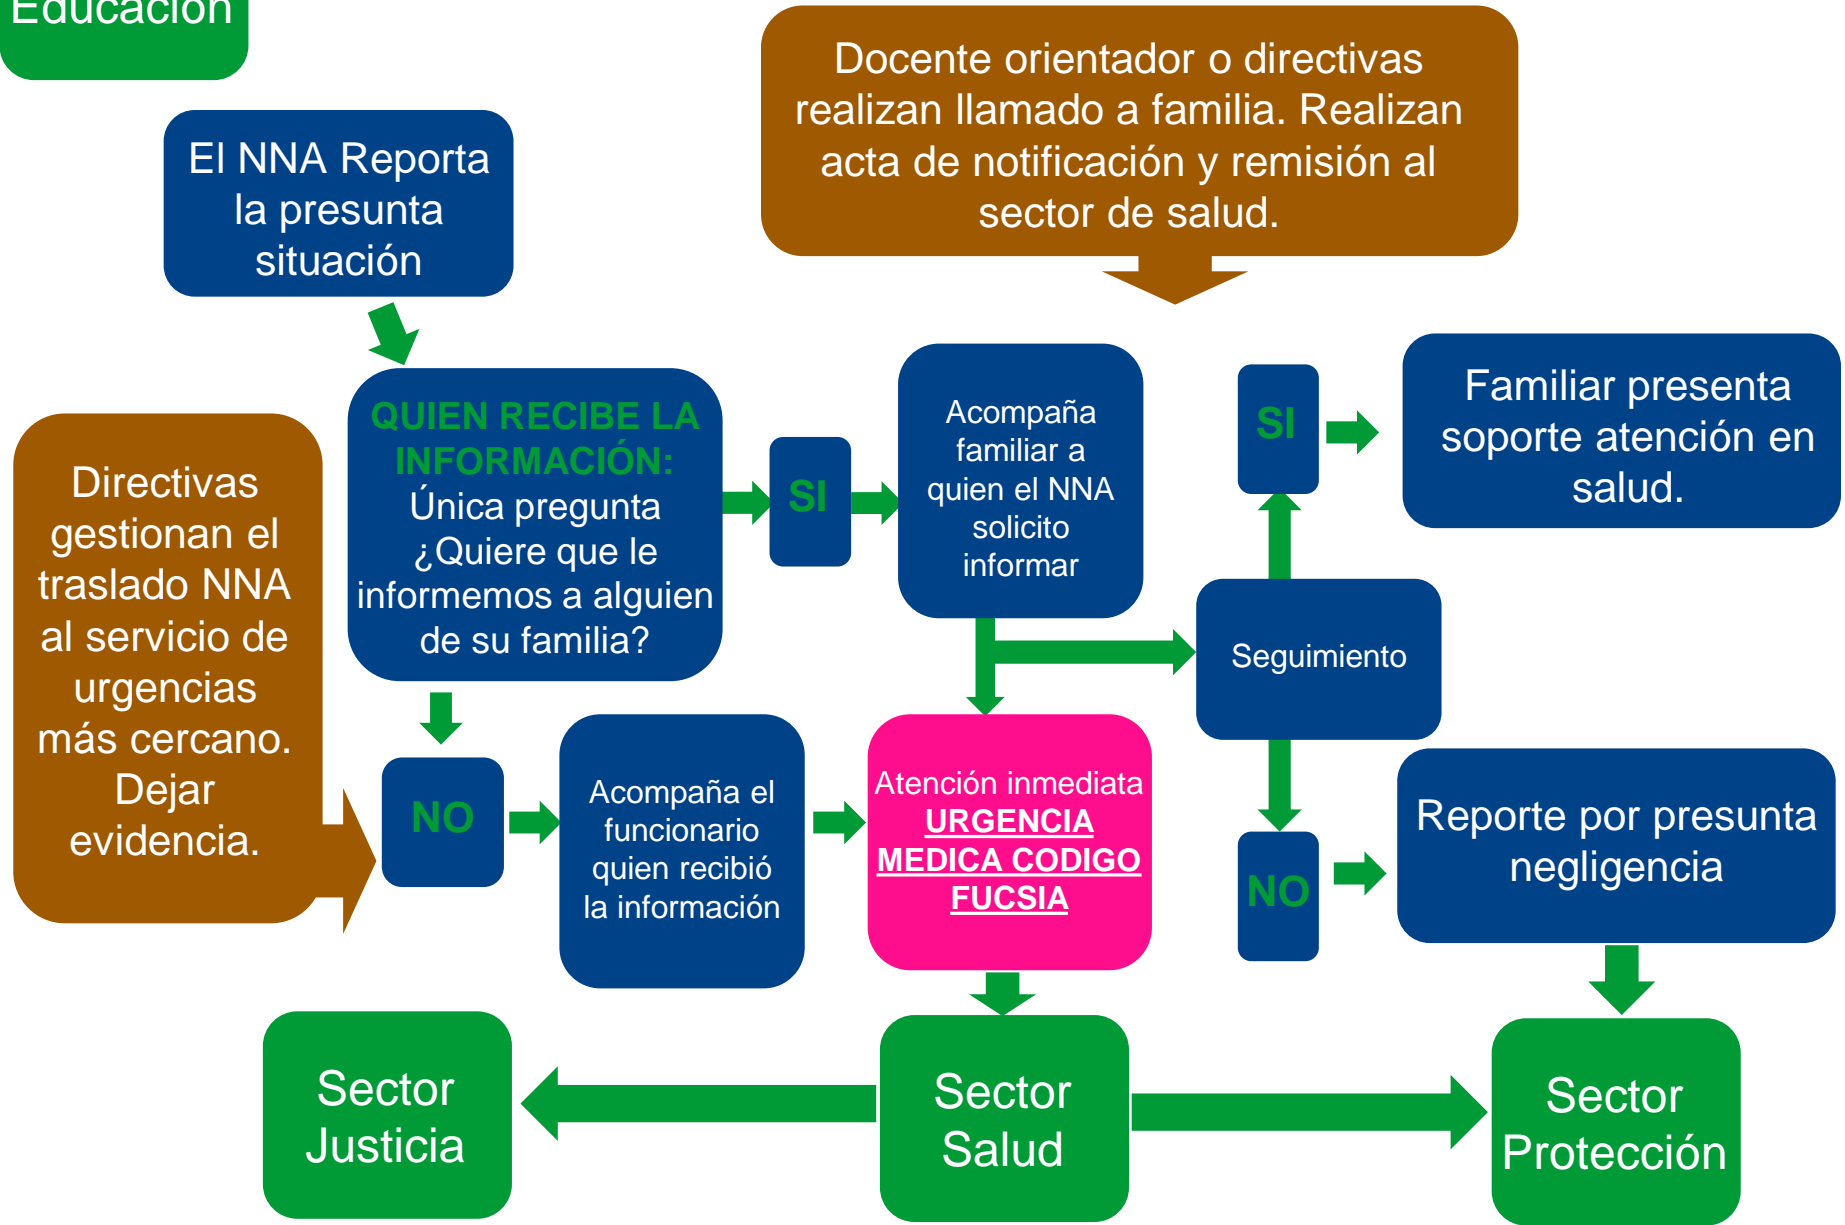 Educación
Docente orientador o directivas
realizan llamado a familia. Realizan
acta de notificación y remisión al
sector de salud.
El NNA Reporta
la presunta
situación
QUIEN RECIBE LA
INFORMACIÓN:
Única pregunta
¿Quiere que le
informemos a alguien
de su familia?
SI
Acompaña
familiar a
quien el NNA
solicito
informar
SI
Familiar presenta
soporte atención en
salud.
Directivas
gestionan el
traslado NNA
al servicio de
urgencias
más cercano.
Dejar
evidencia.
Seguimiento
NO
Acompaña el
funcionario
quien recibió
la información
Atención inmediata
URGENCIA
MEDICA CODIGO
FUCSIA
NO
Reporte por presunta
negligencia
Sector
Justicia
Sector
Salud
Sector
Protección